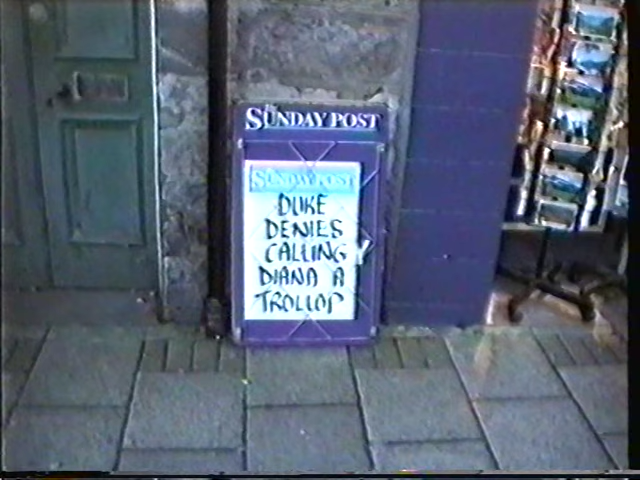 SUNDAY POST
SUNDAY POST
DUKE
DENIES
CALLING
DIANA A
TROLLOP